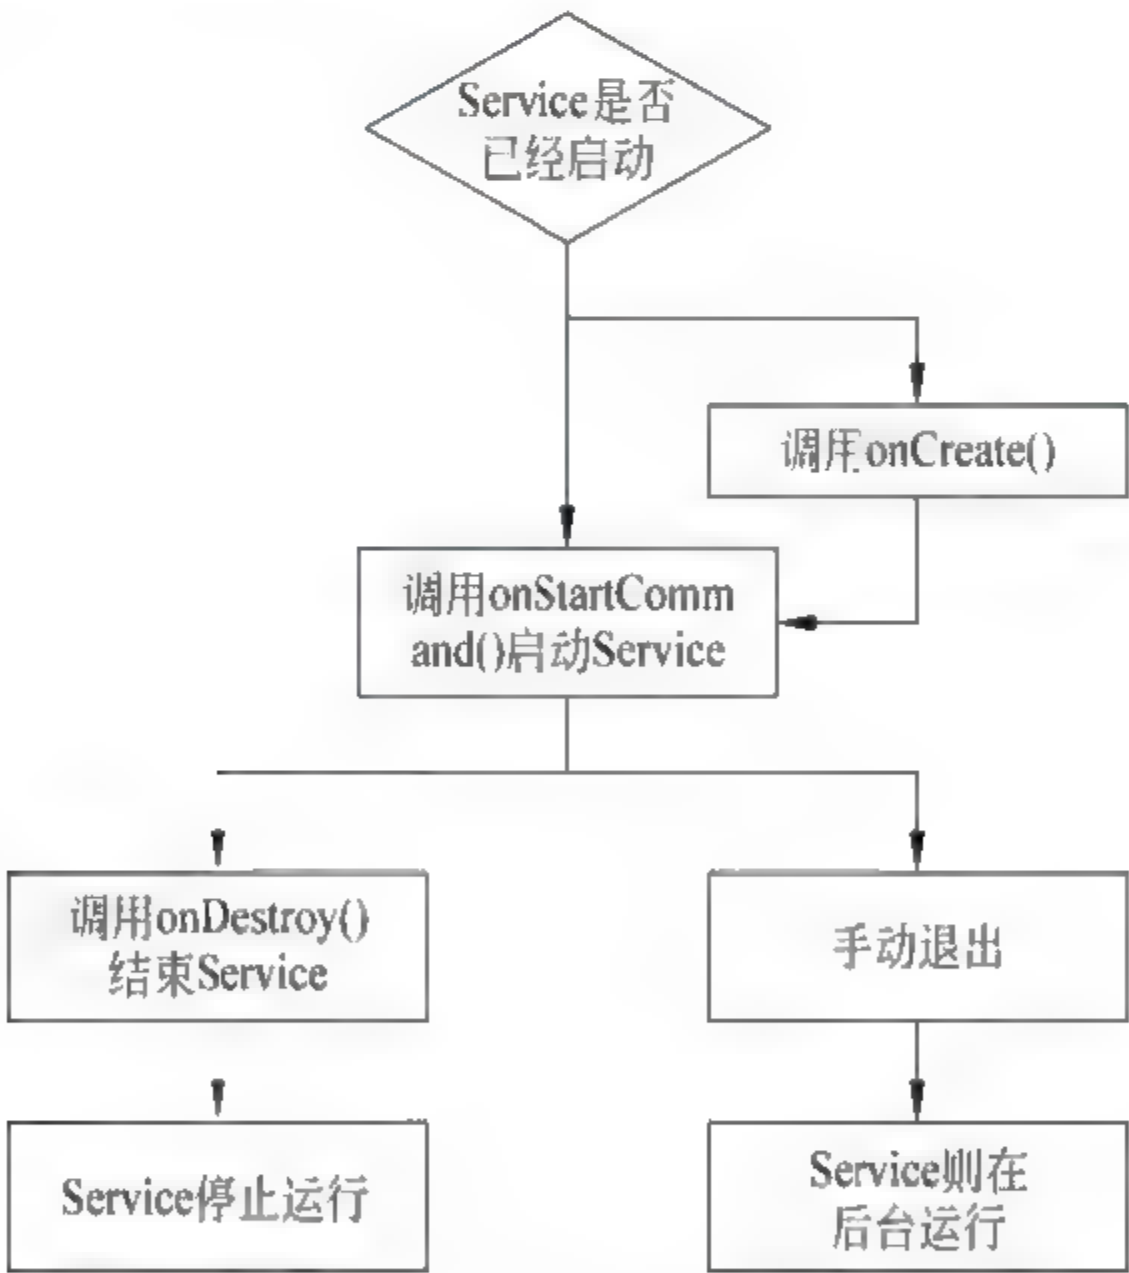 Service是否
已经启动
调用onCreate()
调用onStartComm
and()启动Service
调用onDestroy()
结束Service
手动退出
Service停止运行
Service则在
后台运行